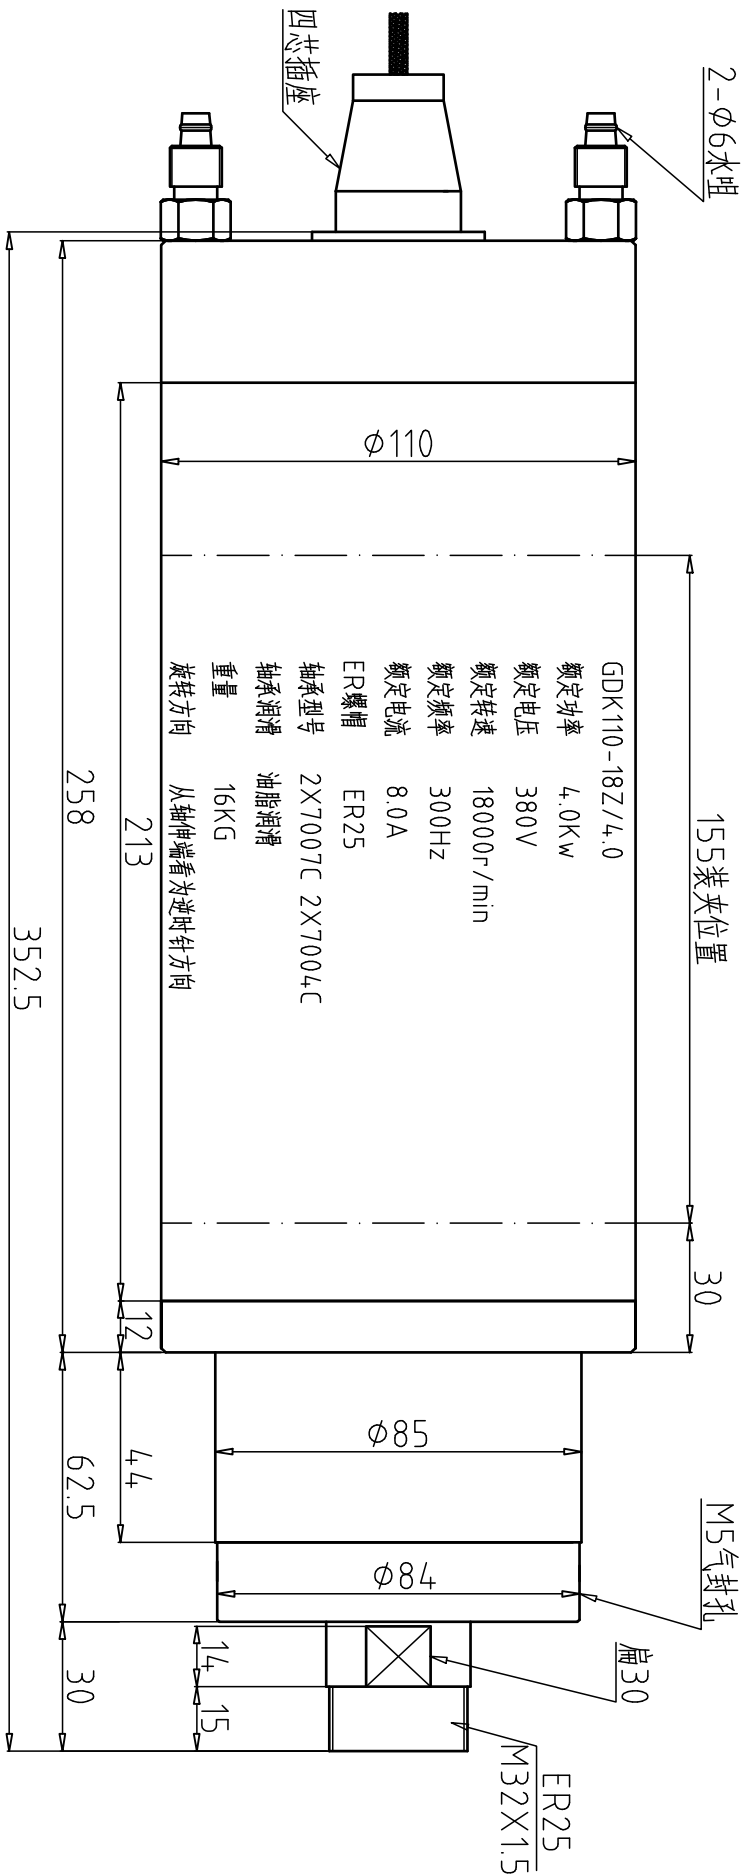 四芯插座
2-Φ6水咀
Φ110
GDK110-18Z/4.0
额定功率 4.0Kw
额定电压 380V
额定转速 18000r/min
额定频率 300Hz
额定电流 8.0A
ER螺帽 ER25
轴承型号 2X7007C 2X7004C
轴承润滑 油脂润滑
重量 16KG
旋转方向 从轴伸端看为逆时针方向
155装夹位置
30
213
258
352.5
12
44
62.5
30
Φ85
Φ84
M5气封孔
扁30
14
15
ER25
M32X1.5